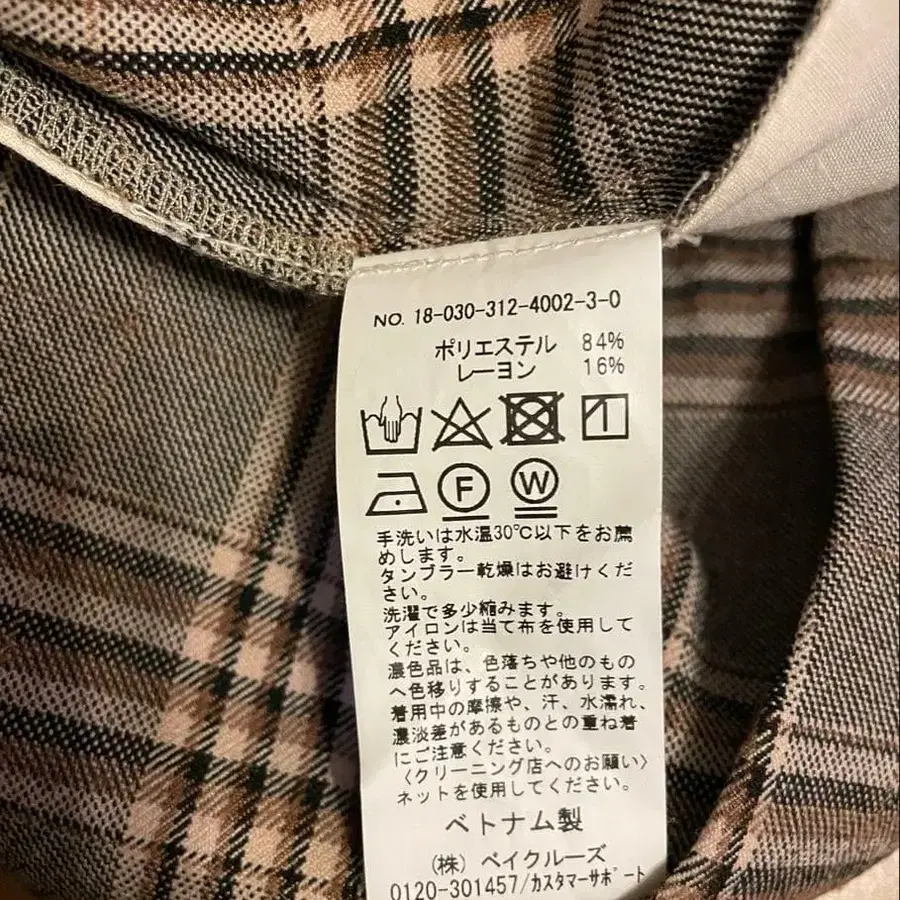 NO. 18-030-312-4002-3-0
ポリエステル 84%
レーヨン 16%
F W
手洗いは水温30℃以下をお薦
めします。
タンブラー乾燥はお避けくだ
さい。
洗濯で多少縮みます。
アイロンは当て布を使用して
ください。
濃色品は、色落ちや他のもの
へ色移りすることがあります。
着用中の摩擦や、汗、水濡れ、
濃淡差があるものとの重ね着
にご注意ください。
〈クリーニング店へのお願い〉
ネットを使用してください。
ベトナム製
(株) ベイクルーズ
0120-301457/カスタマーサポート